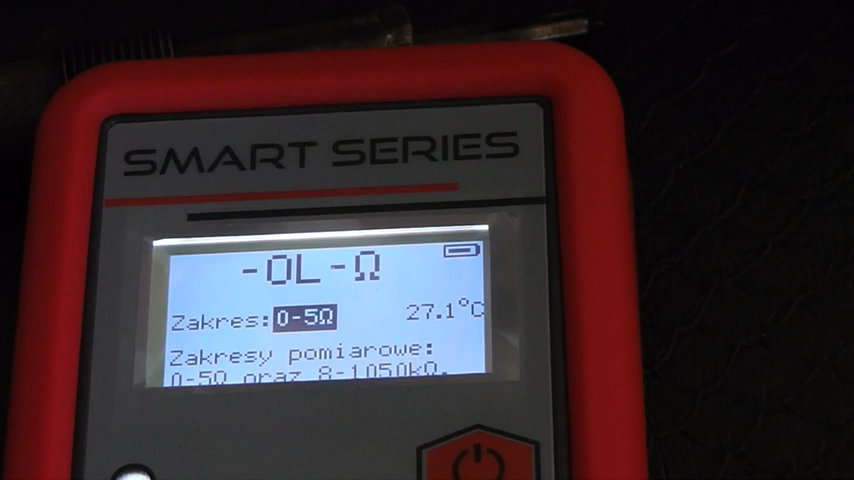 SMART SERIES
-OL-Ω
Zakres: 0-5Ω 27.1°C
Zakresy pomiarowe:
0-5Ω oraz 8-1050kΩ.